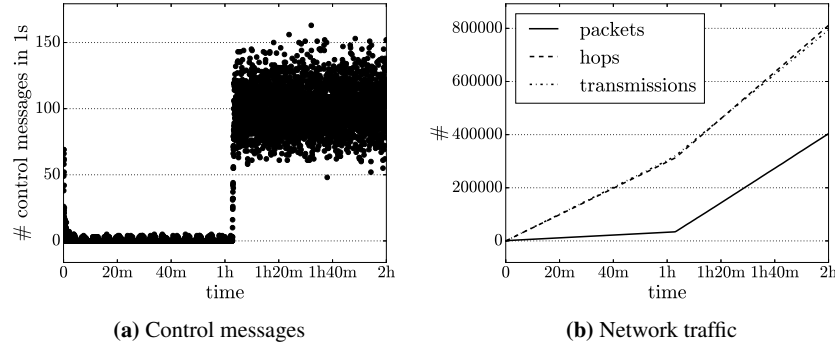 # control messages in 1s
150
100
50
0
0 20m 40m 1h 1h20m 1h40m 2h
time
(a) Control messages
#
800000
600000
400000
200000
0
packets
hops
transmissions
0 20m 40m 1h 1h20m 1h40m 2h
time
(b) Network traffic